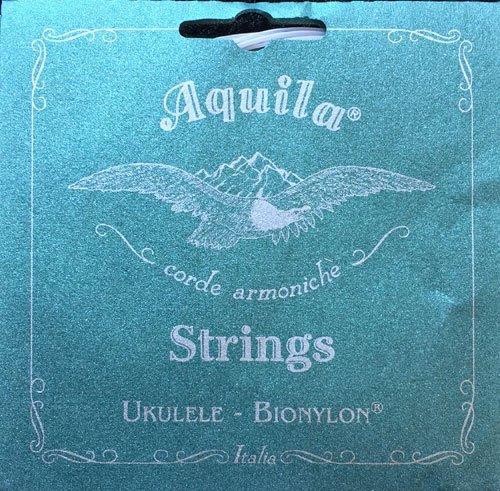 Aquila®
corde armoniche
Strings
UKULELE - BIONYLON®
Italia